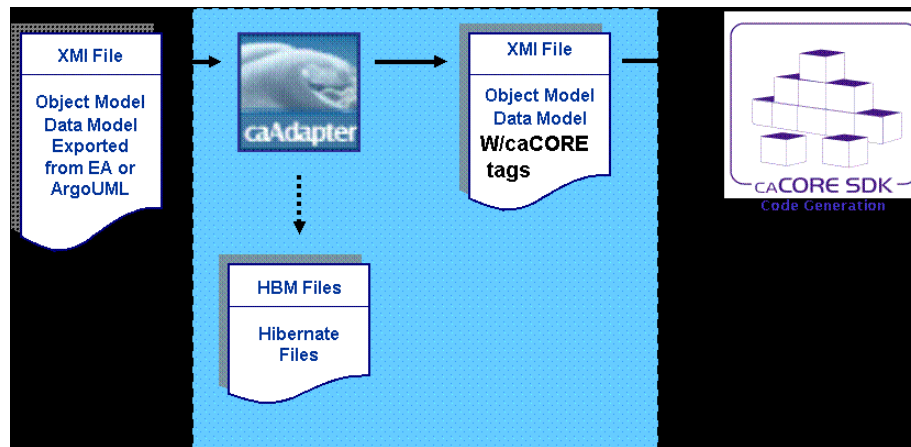 XMI File
Object Model
Data Model
Exported
from EA or
ArgoUML
caAdapter
XMI File
Object Model
Data Model
W/caCORE
tags
HBM Files
Hibernate
Files
caCORE SDK
Code Generation